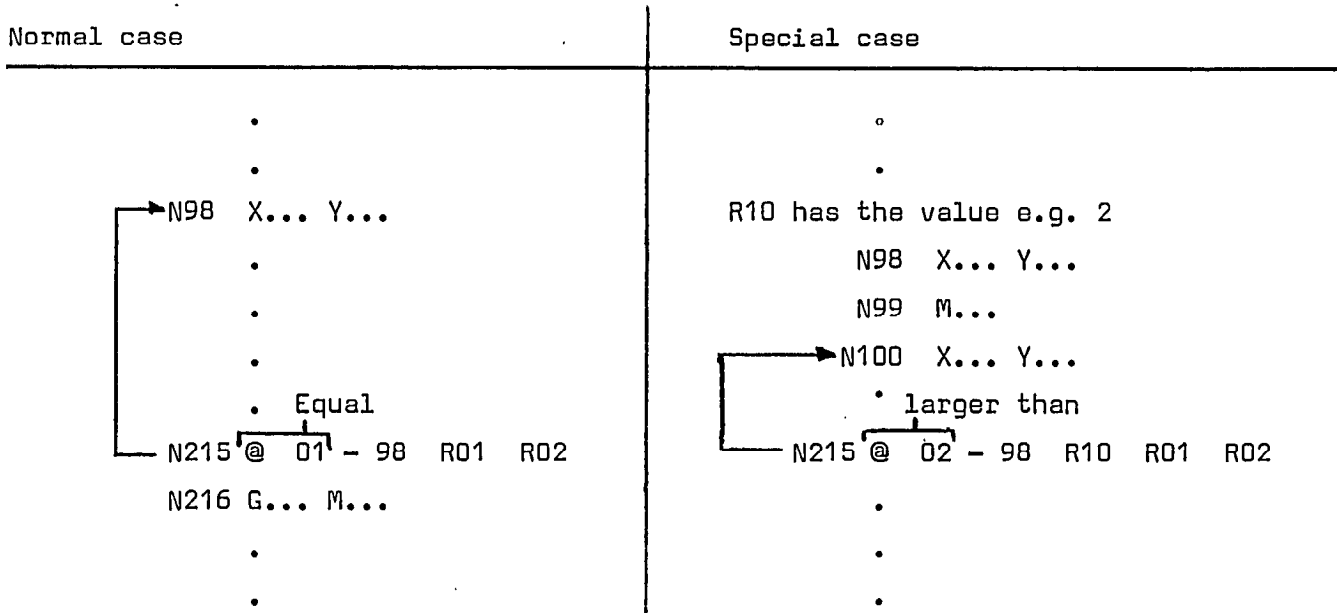 Normal case
N98 X... Y...
Equal
N215 @ 01 - 98 R01 R02
N216 G... M...
Special case
R10 has the value e.g. 2
N98 X... Y...
N99 M...
N100 X... Y...
larger than
N215 @ 02 - 98 R10 R01 R02